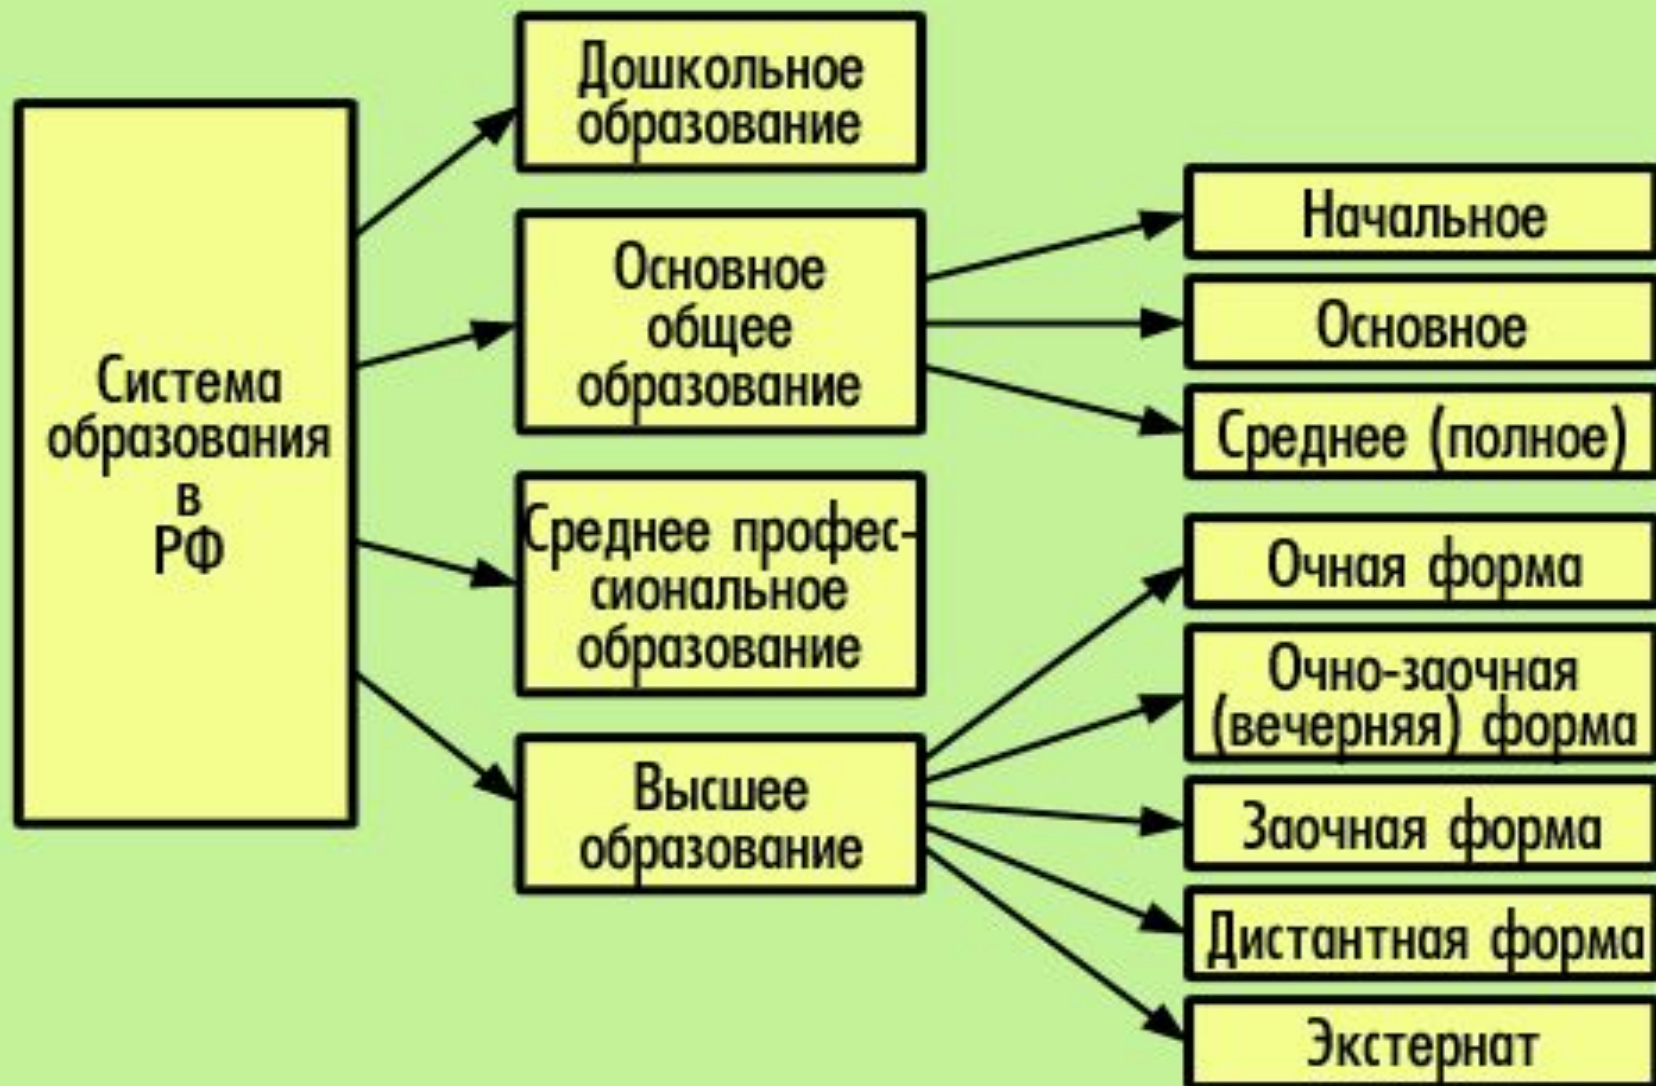 Система
образования
в
РФ
Дошкольное
образование
Основное
общее
образование
Среднее профес-
сиональное
образование
Высшее
образование
Начальное
Основное
Среднее (полное)
Очная форма
Очно-заочная
(вечерняя) форма
Заочная форма
Дистантная форма
Экстернат